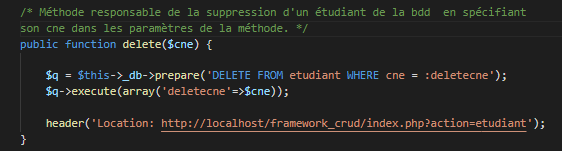 /* Méthode responsable de la suppression d'un étudiant de la bdd  en spécifiant
son cne dans les paramètres de la méthode. */
public function delete($cne) {
$q = $this->_db->prepare('DELETE FROM etudiant WHERE cne = :deletecne');
$q->execute(array('deletecne'=>$cne));
header('Location: http://localhost/framework_crud/index.php?action=etudiant');
}